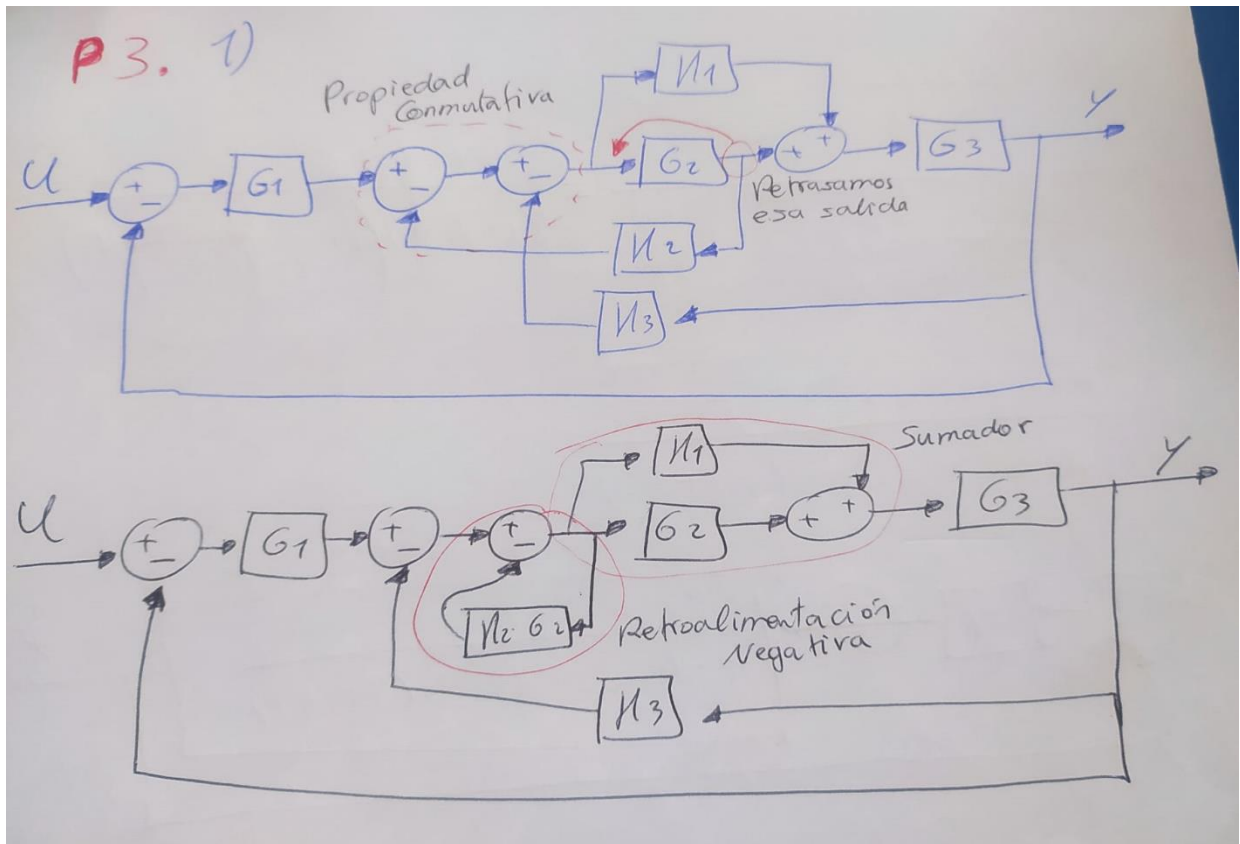 P3. 1)
Propiedad
Conmutativa
H1
U
+
-
G1
+
-
+
-
G2
+ +
G3
Y
Retrasamos
esa salida
H2
H3
Sumador
H1
U
+
-
G1
+
-
+
-
G2
+ +
G3
Y
H2·G2
Retroalimentación
Negativa
H3